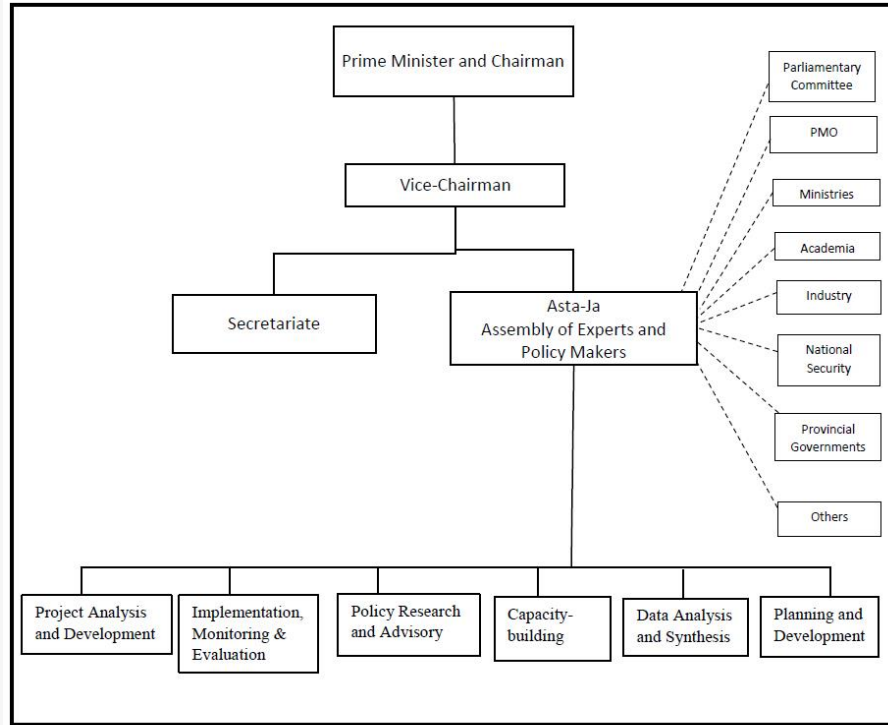 Prime Minister and Chairman
Vice-Chairman
Secretariate
Asta-Ja
Assembly of Experts and
Policy Makers
Parliamentary
Committee
PMO
Ministries
Academia
Industry
National
Security
Provincial
Governments
Others
Project Analysis
and Development
Implementation,
Monitoring &
Evaluation
Policy Research
and Advisory
Capacity-
building
Data Analysis
and Synthesis
Planning and
Development